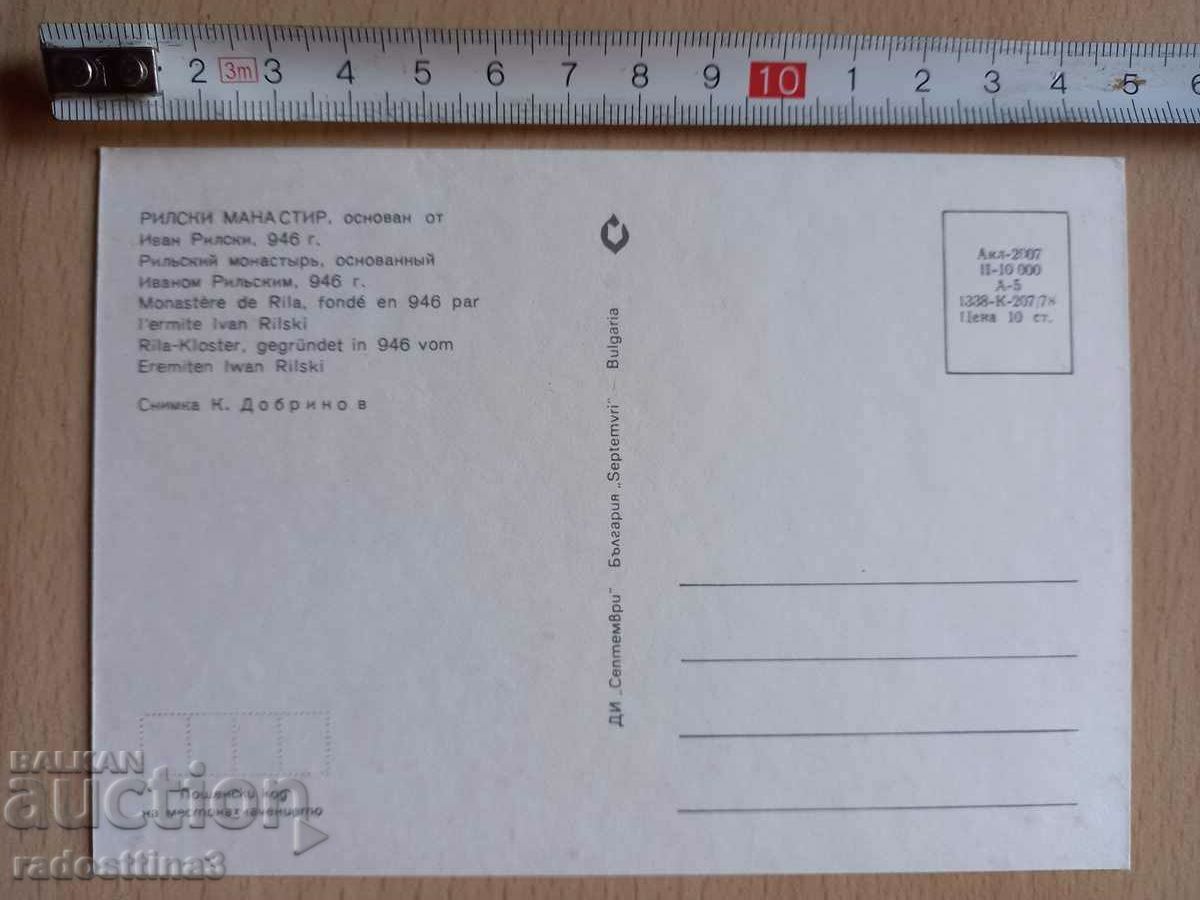 2 3m 3 4 5 6 7 8 9 10 1 2 3 4 5 6
РИЛСКИ МАНАСТИР, основан от
Иван Рилски, 946 г.
Рильский монастырь, основанный
Иваном Рильским, 946 г.
Monastère de Rila, fondé en 946 par
l'ermite Ivan Rilski
Rila-Kloster, gegründet in 946 vom
Eremiten Iwan Rilski
Снимка К. Добринов
ДИ „Септември" България „Septemvri" – Bulgaria
Акл-2007
II-10 000
А-5
1338-К-207/78
Цена 10 ст.
Пощенски код
на местоназначението
BALKAN
auction
radosttina3